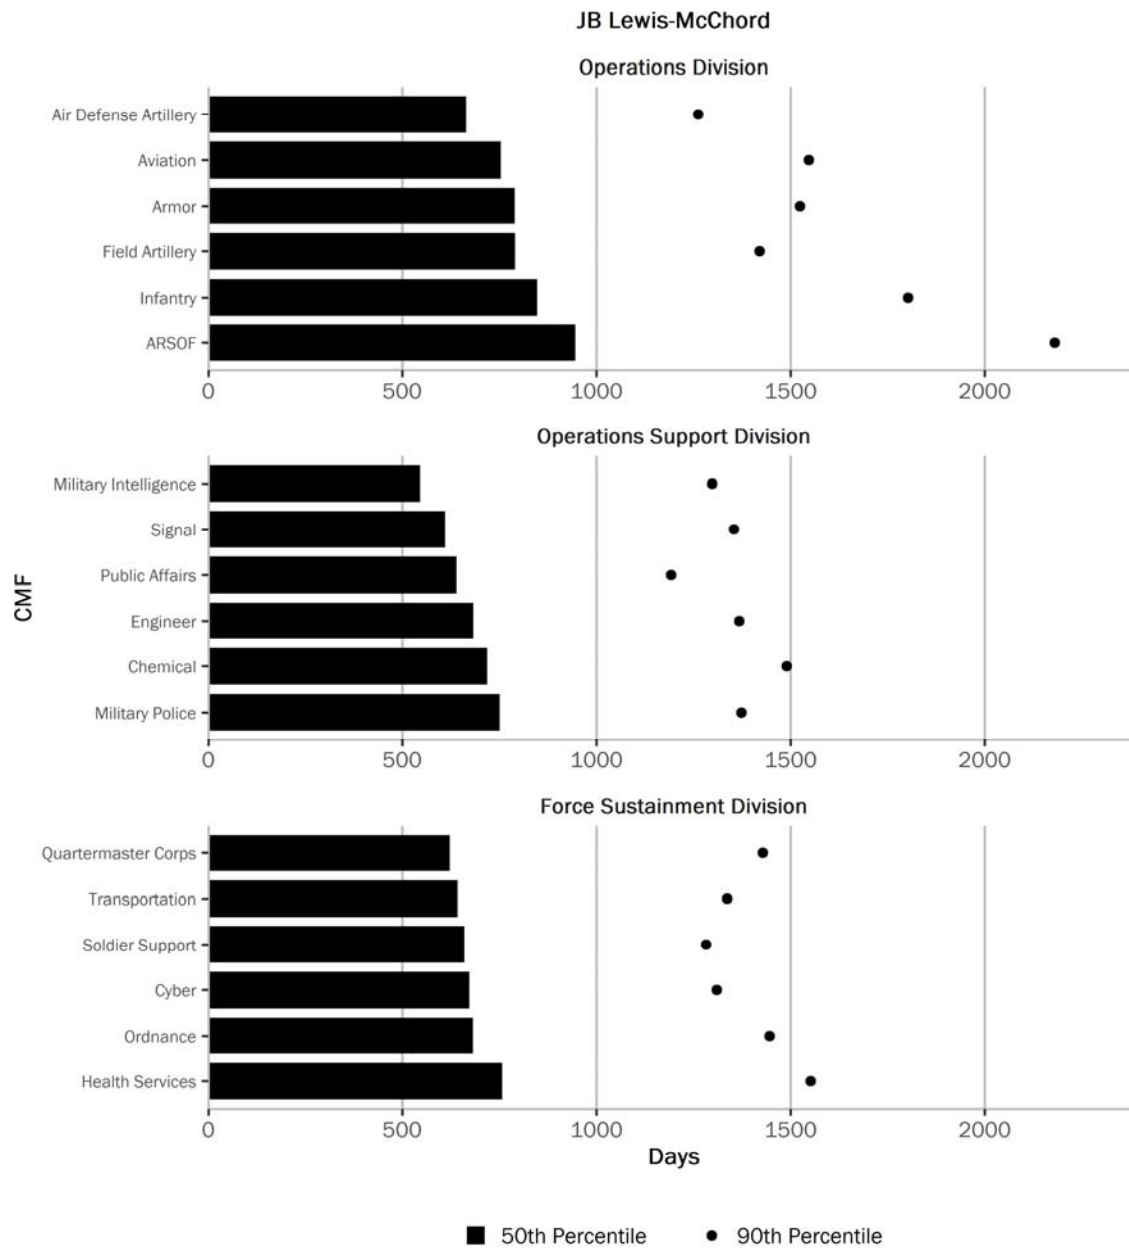 JB Lewis-McChord
Operations Division
Air Defense Artillery
Aviation
Armor
Field Artillery
Infantry
ARSOF
0 500 1000 1500 2000
Operations Support Division
Military Intelligence
Signal
Public Affairs
Engineer
Chemical
Military Police
0 500 1000 1500 2000
CMF
Force Sustainment Division
Quartermaster Corps
Transportation
Soldier Support
Cyber
Ordnance
Health Services
0 500 1000 1500 2000
Days
50th Percentile 90th Percentile